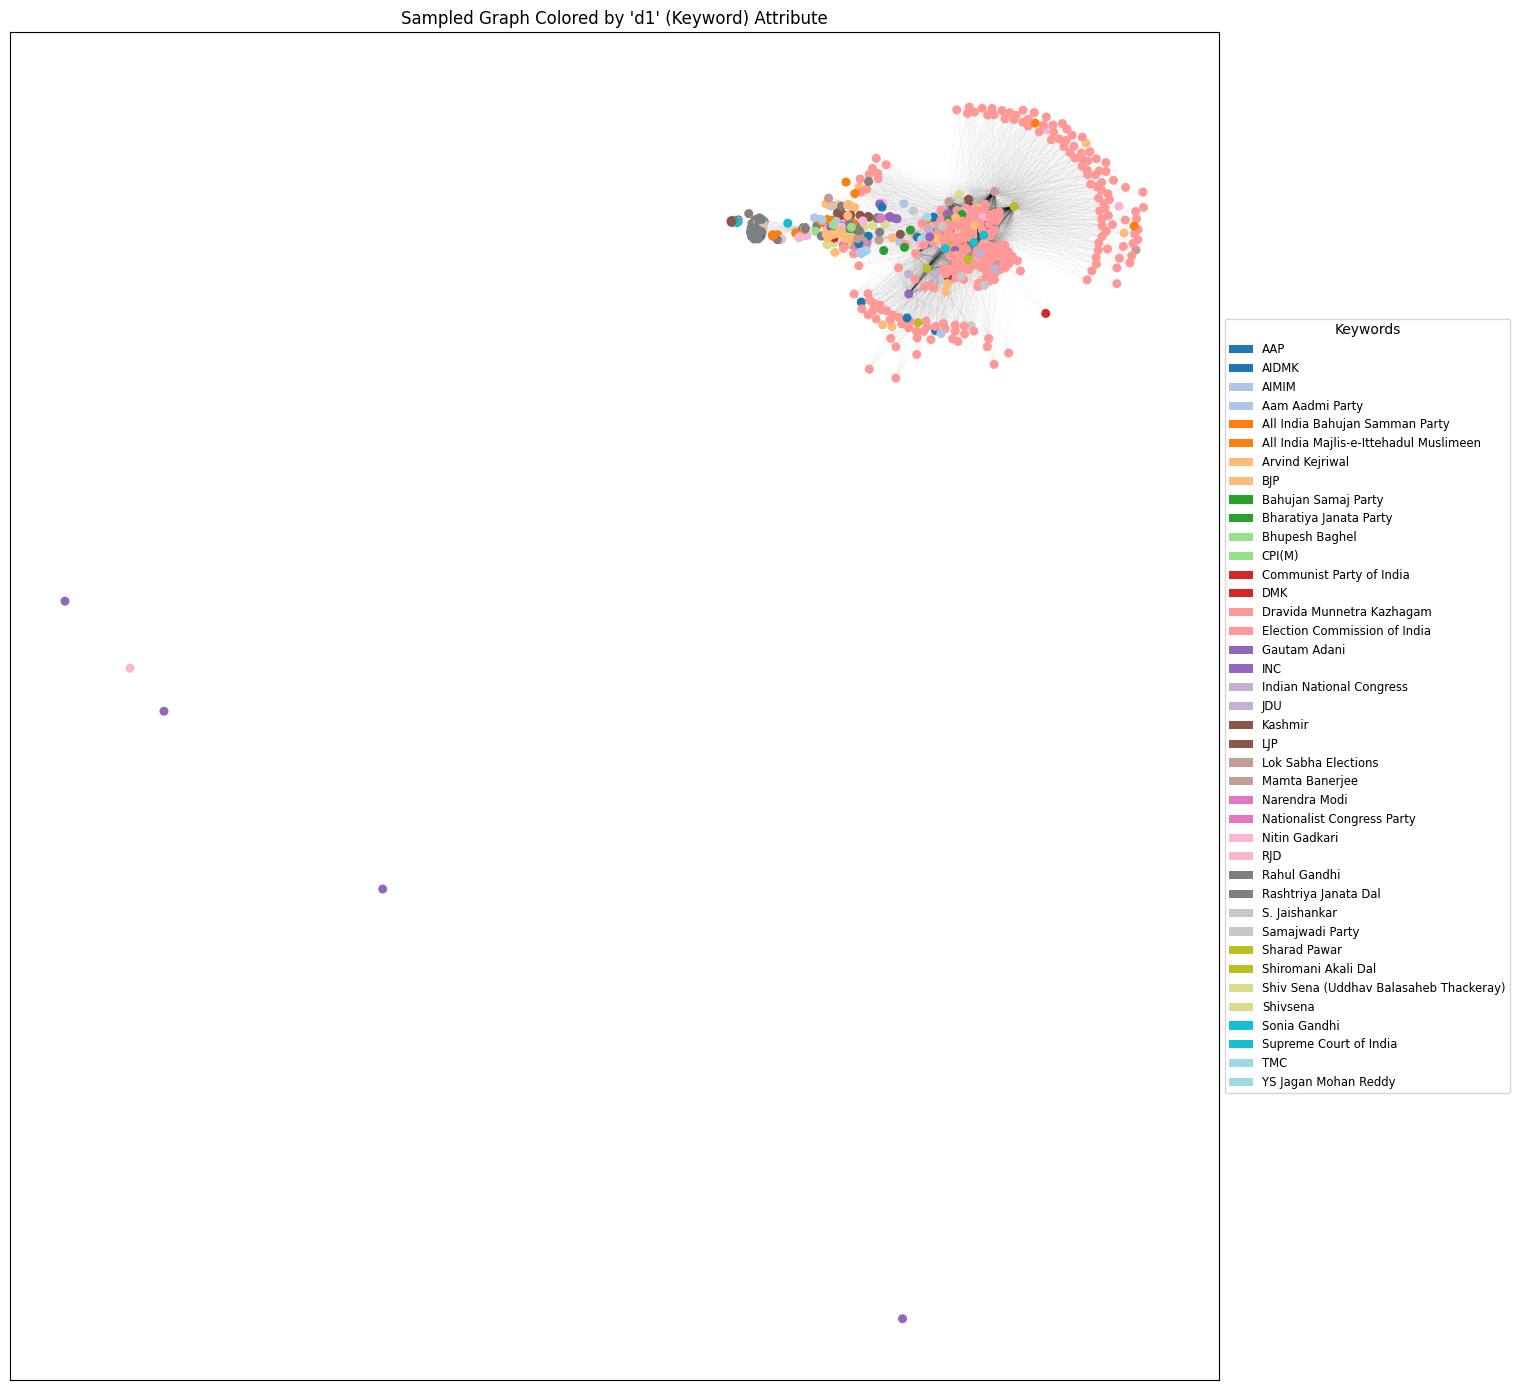 Sampled Graph Colored by 'd1' (Keyword) Attribute
Keywords
AAP
AIDMK
AIMIM
Aam Aadmi Party
All India Bahujan Samman Party
All India Majlis-e-Ittehadul Muslimeen
Arvind Kejriwal
BJP
Bahujan Samaj Party
Bharatiya Janata Party
Bhupesh Baghel
CPI(M)
Communist Party of India
DMK
Dravida Munnetra Kazhagam
Election Commission of India
Gautam Adani
INC
Indian National Congress
JDU
Kashmir
LJP
Lok Sabha Elections
Mamta Banerjee
Narendra Modi
Nationalist Congress Party
Nitin Gadkari
RJD
Rahul Gandhi
Rashtriya Janata Dal
S. Jaishankar
Samajwadi Party
Sharad Pawar
Shiromani Akali Dal
Shiv Sena (Uddhav Balasaheb Thackeray)
Shivsena
Sonia Gandhi
Supreme Court of India
TMC
YS Jagan Mohan Reddy